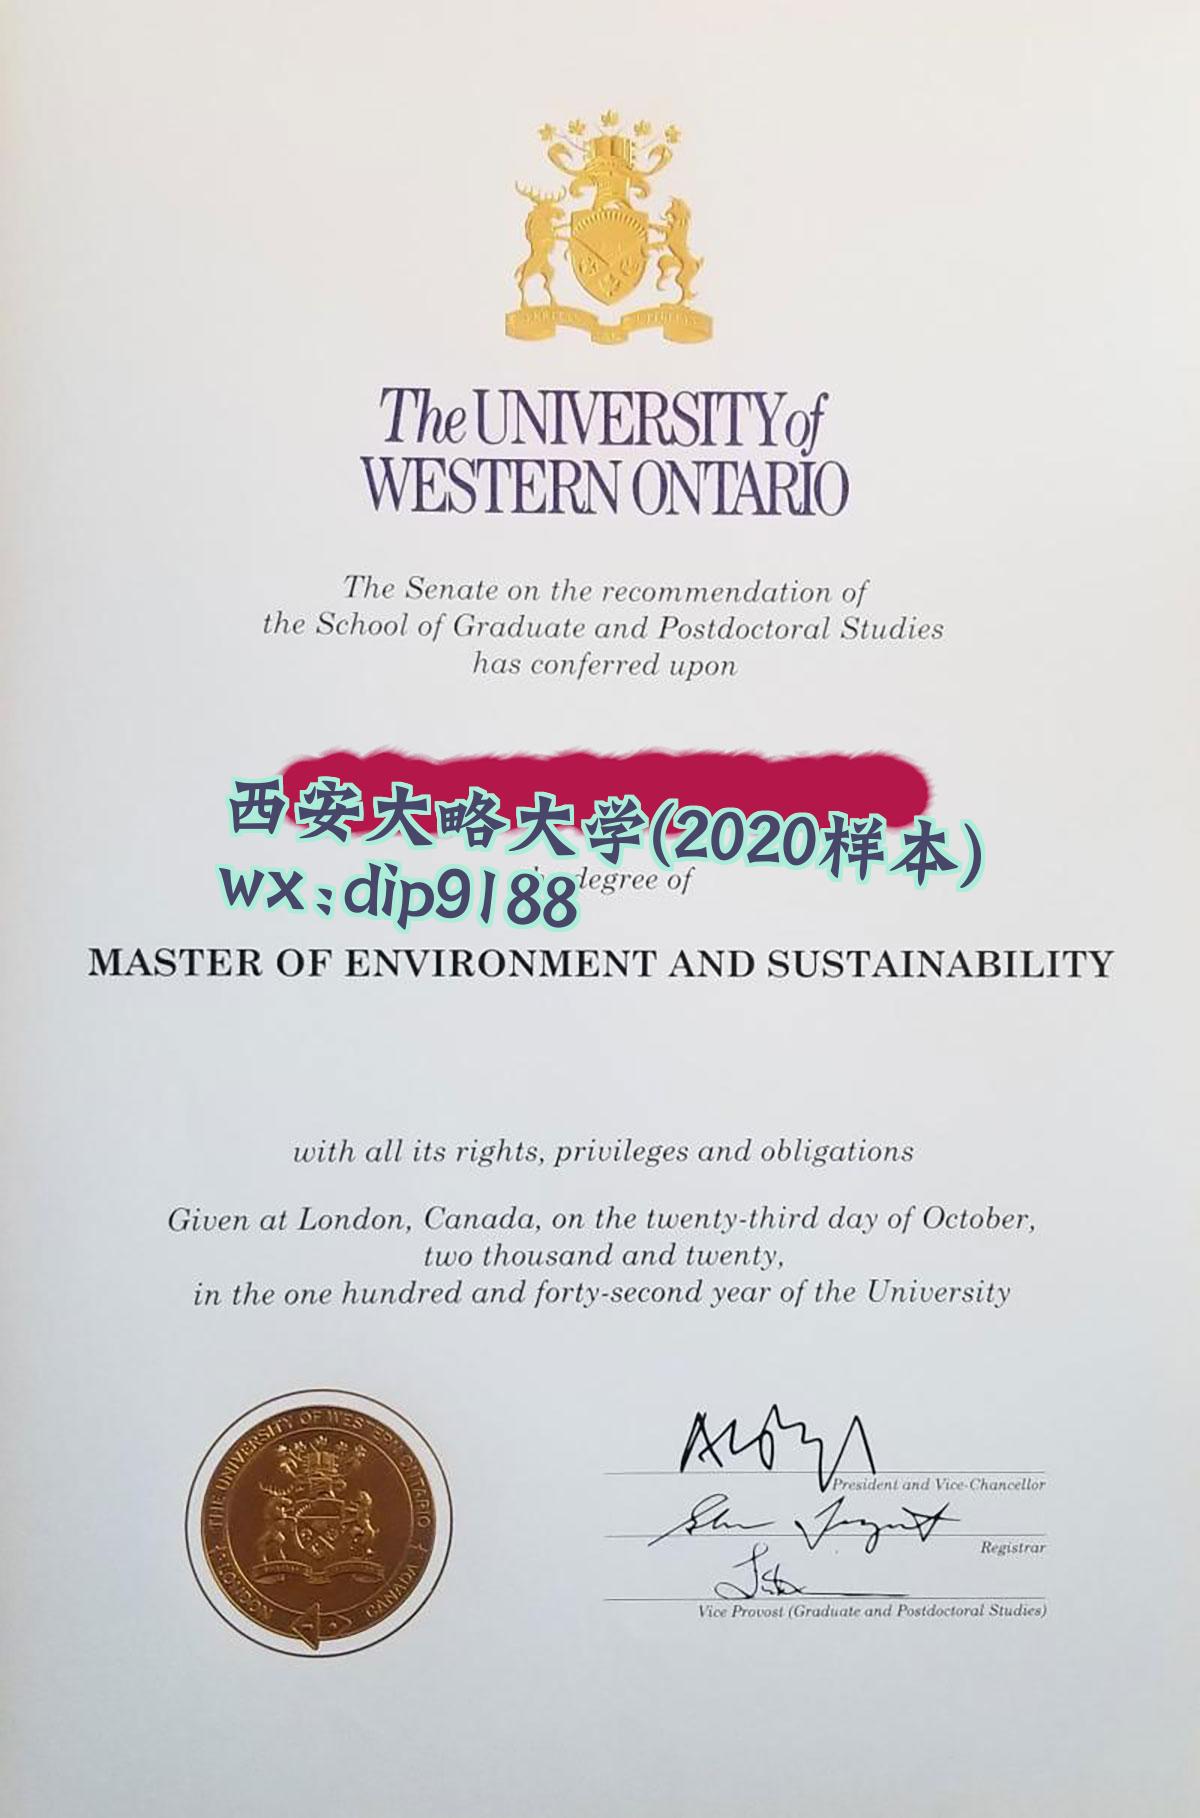 The UNIVERSITY of
WESTERN ONTARIO
The Senate on the recommendation of
the School of Graduate and Postdoctoral Studies
has conferred upon
西安大略大学(2020样本)
wx:dip9188
degree of
MASTER OF ENVIRONMENT AND SUSTAINABILITY
with all its rights, privileges and obligations
Given at London, Canada, on the twenty-third day of October,
two thousand and twenty,
in the one hundred and forty-second year of the University
THE UNIVERSITY OF WESTERN ONTARIO
LONDON CANADA
President and Vice-Chancellor
Registrar
Vice Provost (Graduate and Postdoctoral Studies)